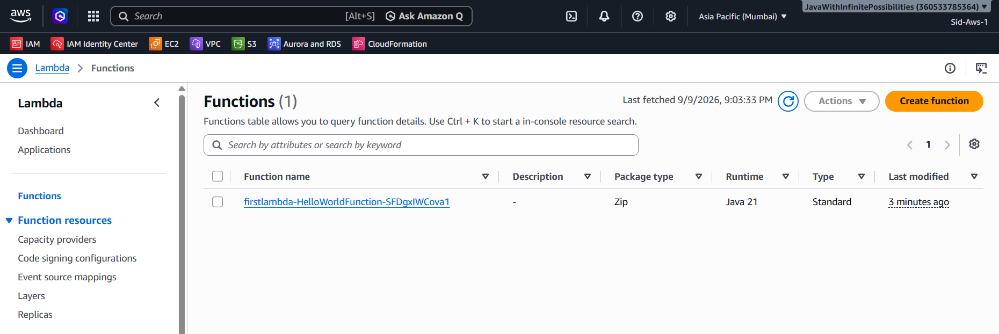 aws
Search [Alt+S] Ask Amazon Q
Asia Pacific (Mumbai)
JavaWithInfinitePossibilities (360533785364)
Sid-Aws-1
IAM IAM Identity Center EC2 VPC S3 Aurora and RDS CloudFormation
Lambda Functions
Lambda
Dashboard
Applications
Functions
Function resources
Capacity providers
Code signing configurations
Event source mappings
Layers
Replicas
Functions (1)
Last fetched 9/9/2026, 9:03:33 PM Actions Create function
Functions table allows you to query function details. Use Ctrl + K to start a in-console resource search.
Search by attributes or search by keyword
1
Function name Description Package type Runtime Type Last modified
firstlambda-HelloWorldFunction-SFDgxIWCova1 - Zip Java 21 Standard 3 minutes ago